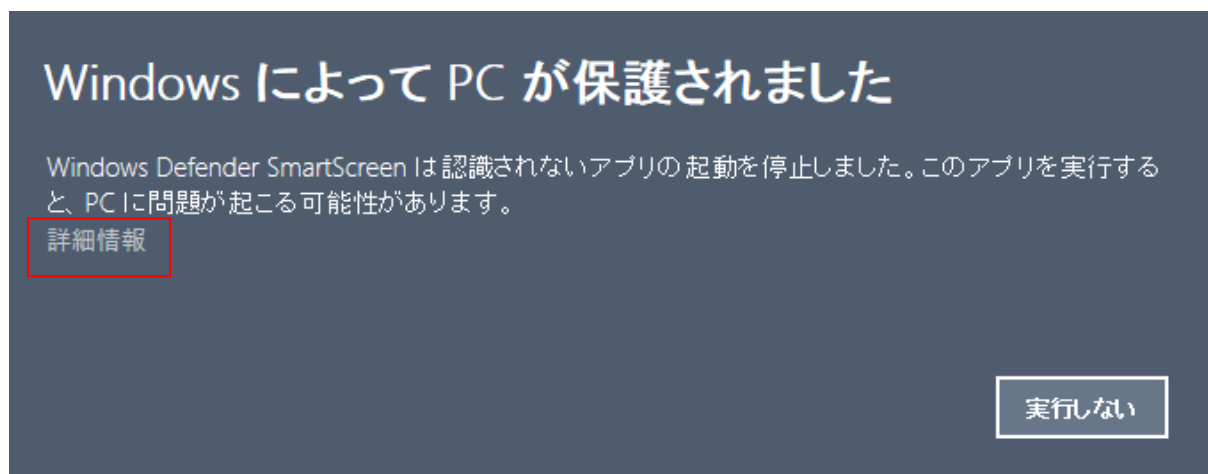 Windows によって PC が保護されました
Windows Defender SmartScreen は認識されないアプリの起動を停止しました。このアプリを実行する
と、PC に問題が起こる可能性があります。
詳細情報
実行しない